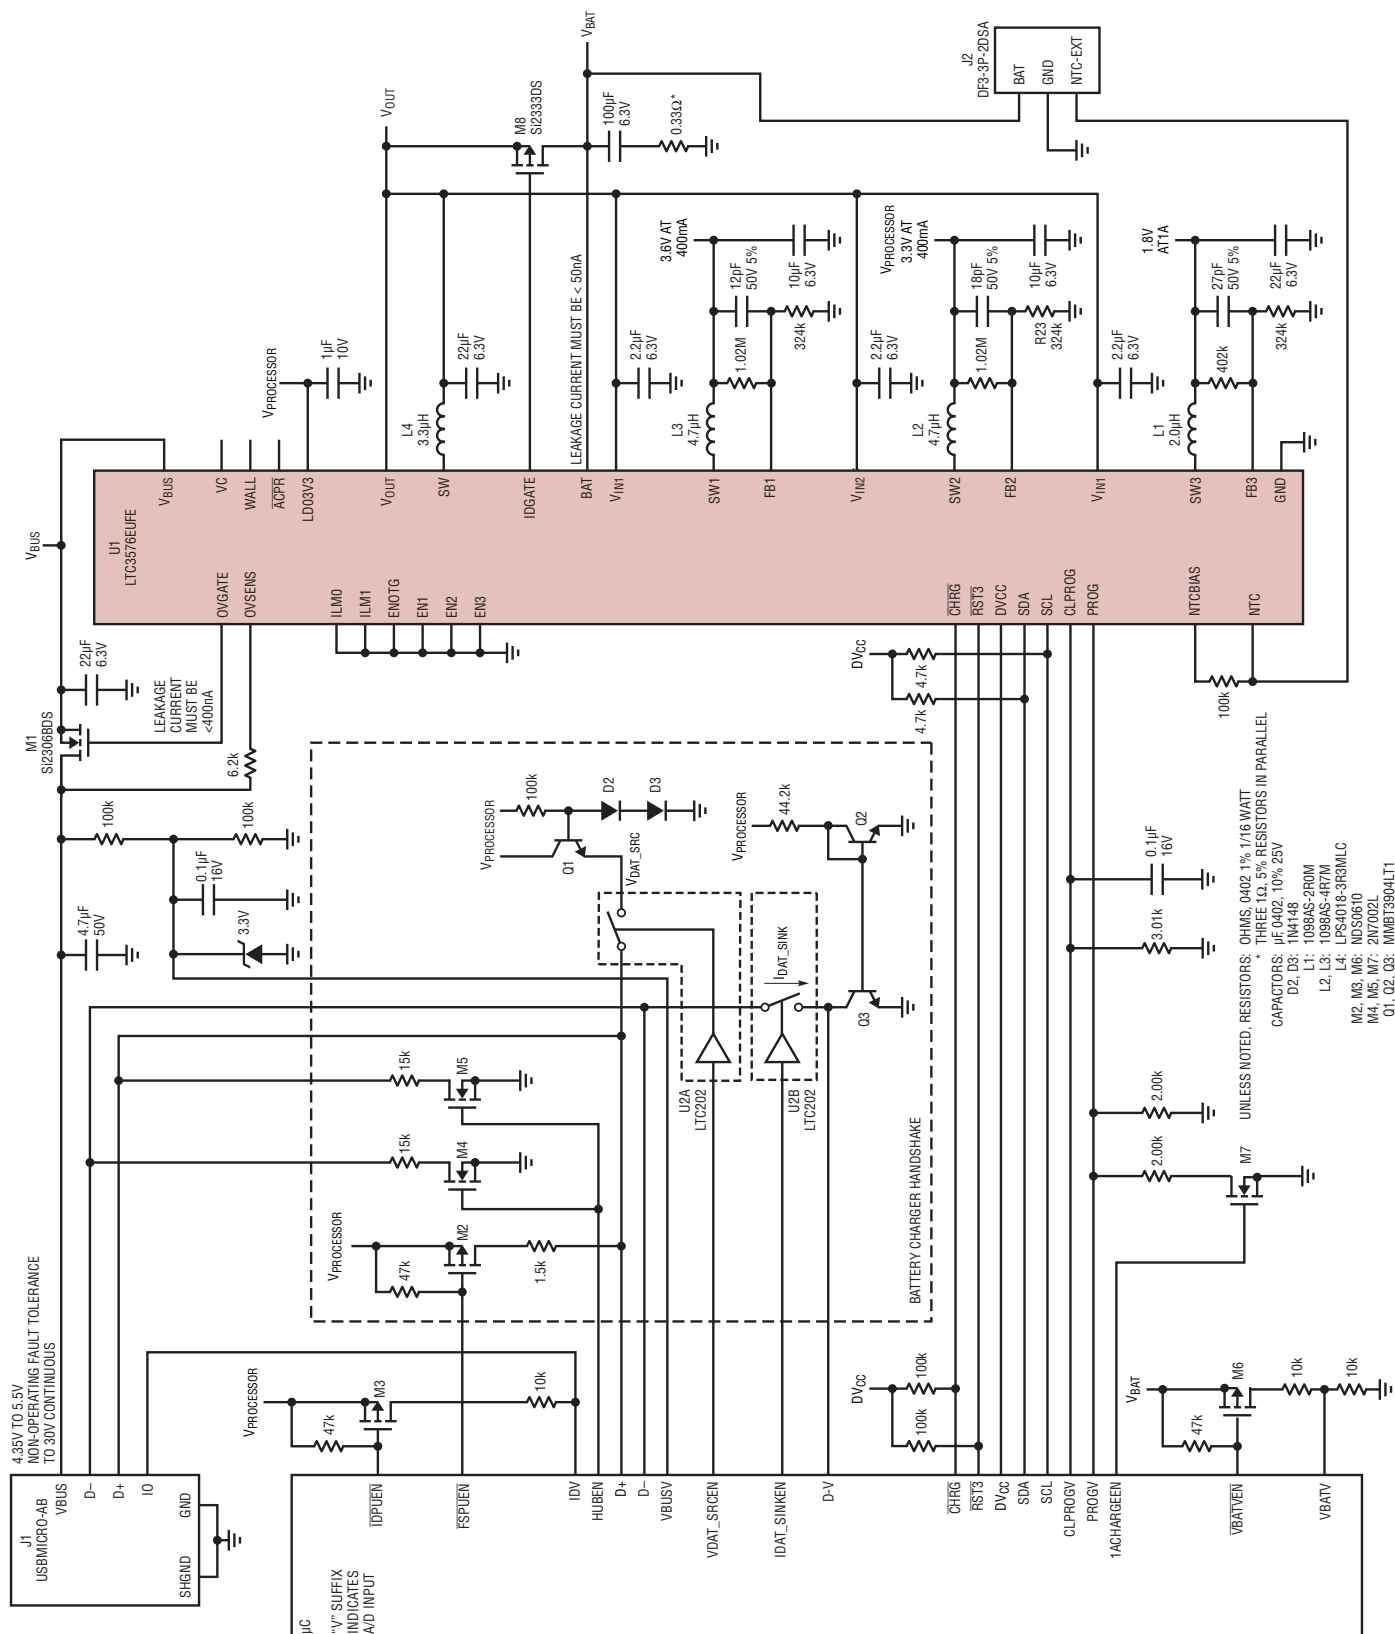 J1
USBMICRO-AB
4.35V TO 5.5V
NON-OPERATING FAULT TOLERANCE
TO 30V CONTINUOUS
VBUS
D–
D+
IO
GND
SHGND
VBUS
M1
Si2306BDS
22µF
6.3V
LEAKAGE
CURRENT
MUST BE
<400nA
6.2k
100k
100k
0.1µF
16V
3.3V
4.7µF
50V
U1
LTC3576EUFE
VBUS
VC
WALL
ACPR
LD03V3
VOUT
SW
IDGATE
BAT
VIN1
SW1
FB1
VIN2
SW2
FB2
VIN1
SW3
FB3
GND
OVGATE
OVSENS
ILM0
ILM1
ENOTG
EN1
EN2
EN3
CHRG
RST3
DVCC
SDA
SCL
CLPROG
PROG
NTCBIAS
NTC
VPROCESSOR
1µF
10V
VOUT
M8
Si2333DS
VBAT
100µF
6.3V
0.33Ω*
J2
DF3-3P-2DSA
BAT
GND
NTC-EXT
L4
3.3µH
22µF
6.3V
LEAKAGE CURRENT MUST BE < 50nA
2.2µF
6.3V
3.6V AT
400mA
L3
4.7µH
1.02M
12pF
50V 5%
10µF
6.3V
324k
2.2µF
6.3V
VPROCESSOR
3.3V AT
400mA
L2
4.7µH
1.02M
18pF
50V 5%
10µF
6.3V
R23
324k
2.2µF
6.3V
1.8V
AT1A
L1
2.0µH
402k
27pF
50V 5%
22µF
6.3V
324k
VPROCESSOR
100k
D2
D3
VPROCESSOR
Q1
VDAT_SRC
VPROCESSOR
44.2k
Q2
Q3
IDAT_SINK
U2A
LTC202
U2B
LTC202
15k
M5
15k
M4
VPROCESSOR
47k
M2
1.5k
BATTERY CHARGER HANDSHAKE
VPROCESSOR
47k
M3
10k
DVCC
4.7k
4.7k
100k
0.1µF
16V
3.01k
2.00k
2.00k
M7
DVCC
100k
100k
VBAT
47k
M6
10k
10k
UNLESS NOTED, RESISTORS: OHMS, 0402 1% 1/16 WATT
* THREE 1Ω, 5% RESISTORS IN PARALLEL
CAPACTORS: µF, 0402, 10% 25V
D2, D3: 1N4148
L1: 1098AS-2R0M
L2, L3: 1098AS-4R7M
L4: LPS4018-3R3MLC
M2, M3, M6: NDS0610
M4, M5, M7: 2N7002L
Q1, Q2, Q3: MMBT3904LT1
µC
“V” SUFFIX
INDICATES
A/D INPUT
IDPUEN
FSPUEN
IDV
HUBEN
D+
D–
VBUSV
VDAT_SRCEN
IDAT_SINKEN
D-V
CHRG
RST3
DVCC
SDA
SCL
CLPROGV
PROGV
1ACHARGEEN
VBATVEN
VBATV